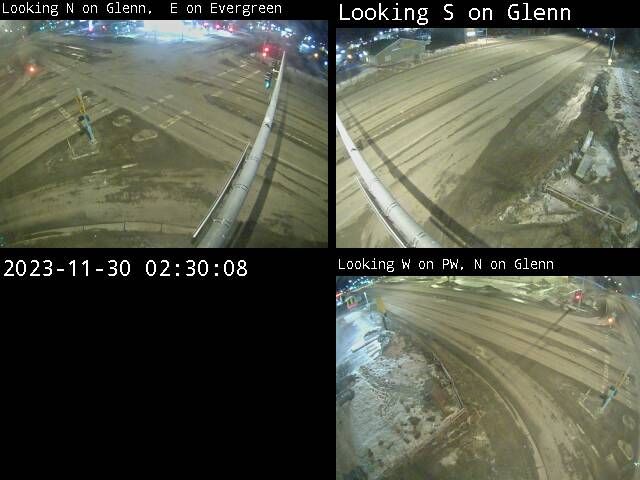 Looking N on Glenn,  E on Evergreen
Looking S on Glenn
2023-11-30 02:30:08
Looking W on PW, N on Glenn